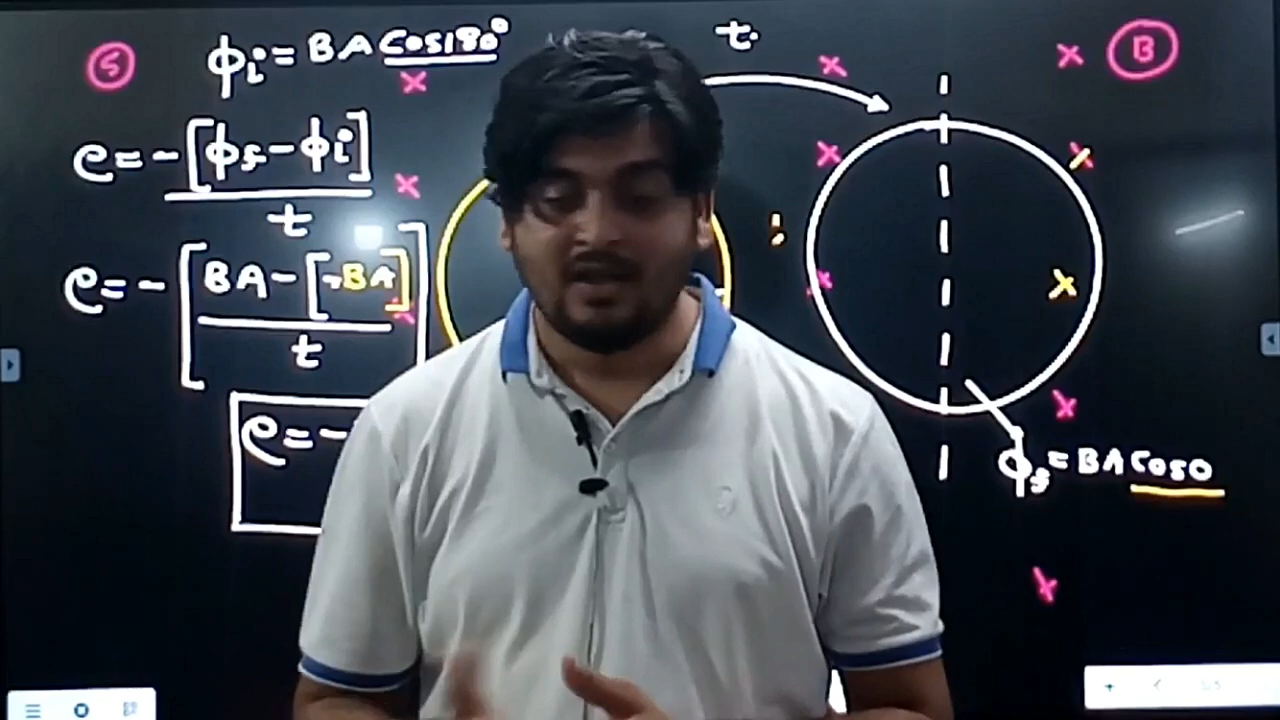 5
ϕi = BA Cos180°
t.
B
e = -[ϕf - ϕi]
t
e = -[BA - [-BA]]
t
e = -
ϕf = BA Cos0